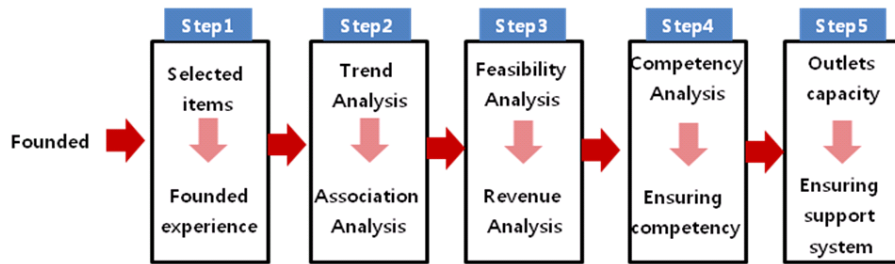 Founded
Step1
Selected
items
Founded
experience
Step2
Trend
Analysis
Association
Analysis
Step3
Feasibility
Analysis
Revenue
Analysis
Step4
Competency
Analysis
Ensuring
competency
Step5
Outlets
capacity
Ensuring
support
system